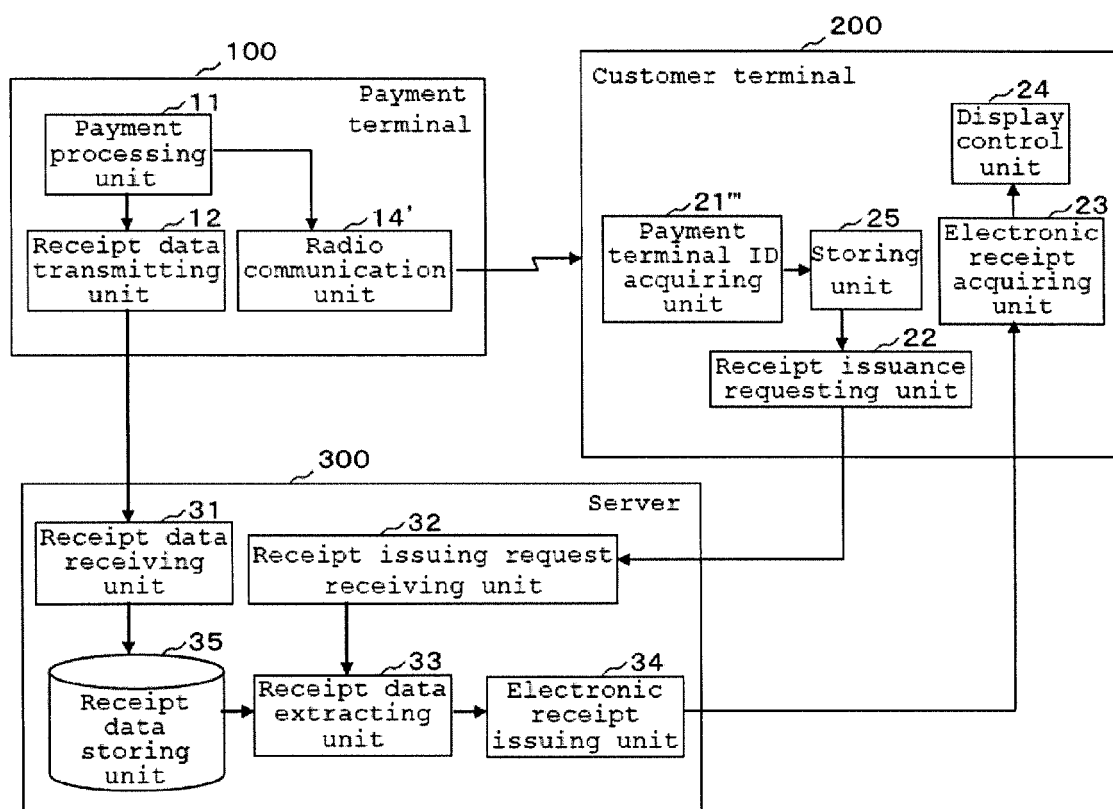 100
Payment
terminal
11
Payment
processing
unit
12
Receipt data
transmitting
unit
14'
Radio
communication
unit
200
Customer terminal
24
Display
control
unit
21'''
Payment
terminal ID
acquiring
unit
25
Storing
unit
23
Electronic
receipt
acquiring
unit
22
Receipt issuance
requesting unit
300
Server
31
Receipt data
receiving
unit
32
Receipt issuing request
receiving unit
35
Receipt
data
storing
unit
33
Receipt data
extracting
unit
34
Electronic
receipt
issuing unit